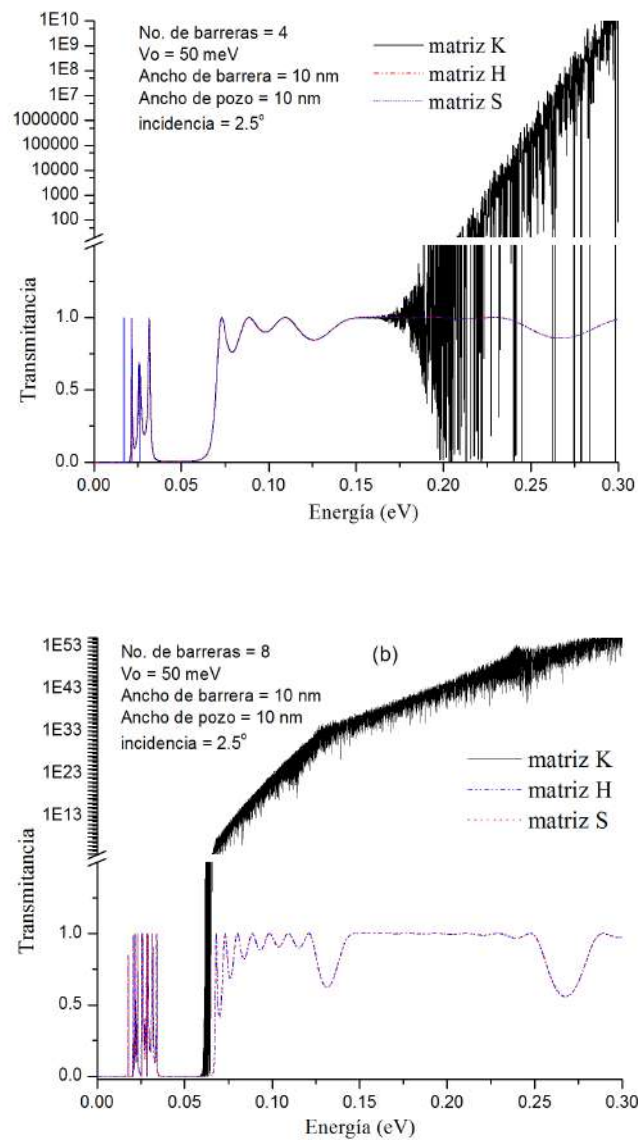 1E10
1E9
1E8
1E7
1000000
100000
10000
1000
100
1.0
0.5
0.0
Transmitancia
No. de barreras = 4
Vo = 50 meV
Ancho de barrera = 10 nm
Ancho de pozo = 10 nm
incidencia = 2.5°
matriz K
matriz H
matriz S
0.00 0.05 0.10 0.15 0.20 0.25 0.30
Energía (eV)
1E53
1E43
1E33
1E23
1E13
1.0
0.5
0.0
Transmitancia
No. de barreras = 8
Vo = 50 meV
Ancho de barrera = 10 nm
Ancho de pozo = 10 nm
incidencia = 2.5°
(b)
matriz K
matriz H
matriz S
0.00 0.05 0.10 0.15 0.20 0.25 0.30
Energía (eV)